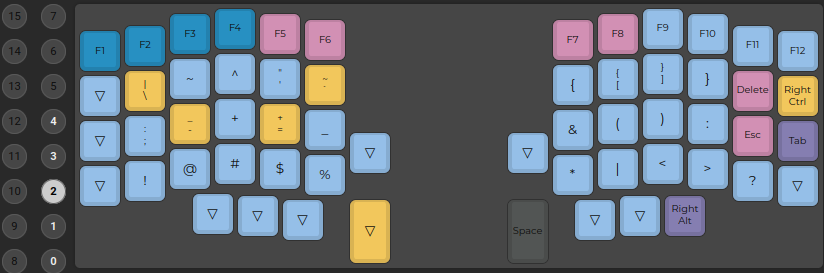 15 7
14 6
13 5
12 4
11 3
10 2
9 1
8 0
F1 F2 F3 F4 F5 F6
▽ | \ ~ ^ " ' ~ `
▽ : ; _ - + + = _
▽ ! @ # $ %
▽
▽ ▽ ▽ ▽
F7 F8 F9 F10 F11 F12
{ { [ } ] } Delete Right Ctrl
& ( ) : Esc Tab
▽
* | < > ? ▽
Space ▽ ▽ Right Alt